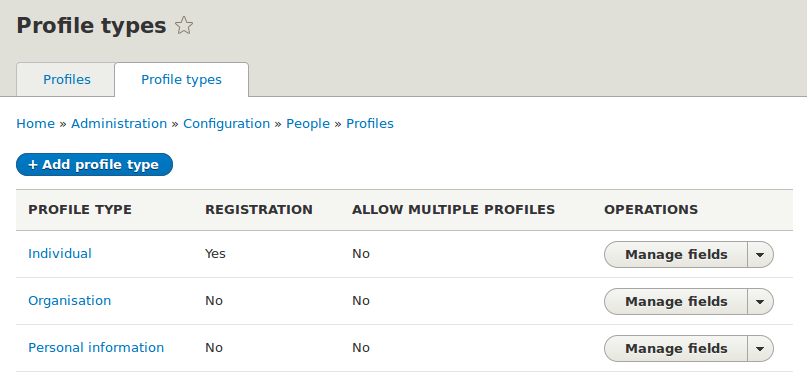 Profile types
Profiles Profile types
Home » Administration » Configuration » People » Profiles
+ Add profile type
PROFILE TYPE REGISTRATION ALLOW MULTIPLE PROFILES OPERATIONS
Individual Yes No Manage fields
Organisation No No Manage fields
Personal information No No Manage fields